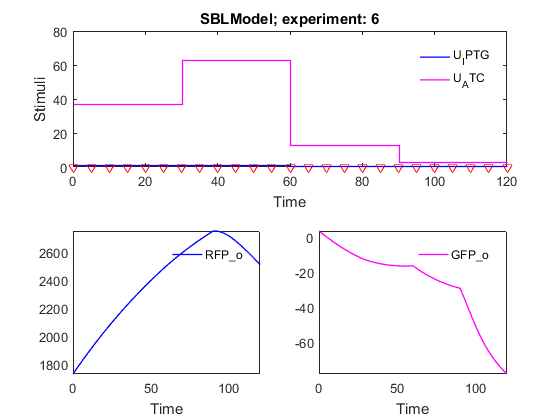 SBLModel; experiment: 6
80
60
40
20
0
Stimuli
U_IPTG
U_ATC
0 20 40 60 80 100 120
Time
2600
2400
2200
2000
1800
RFP_o
0 50 100
Time
0
-20
-40
-60
GFP_o
0 50 100
Time